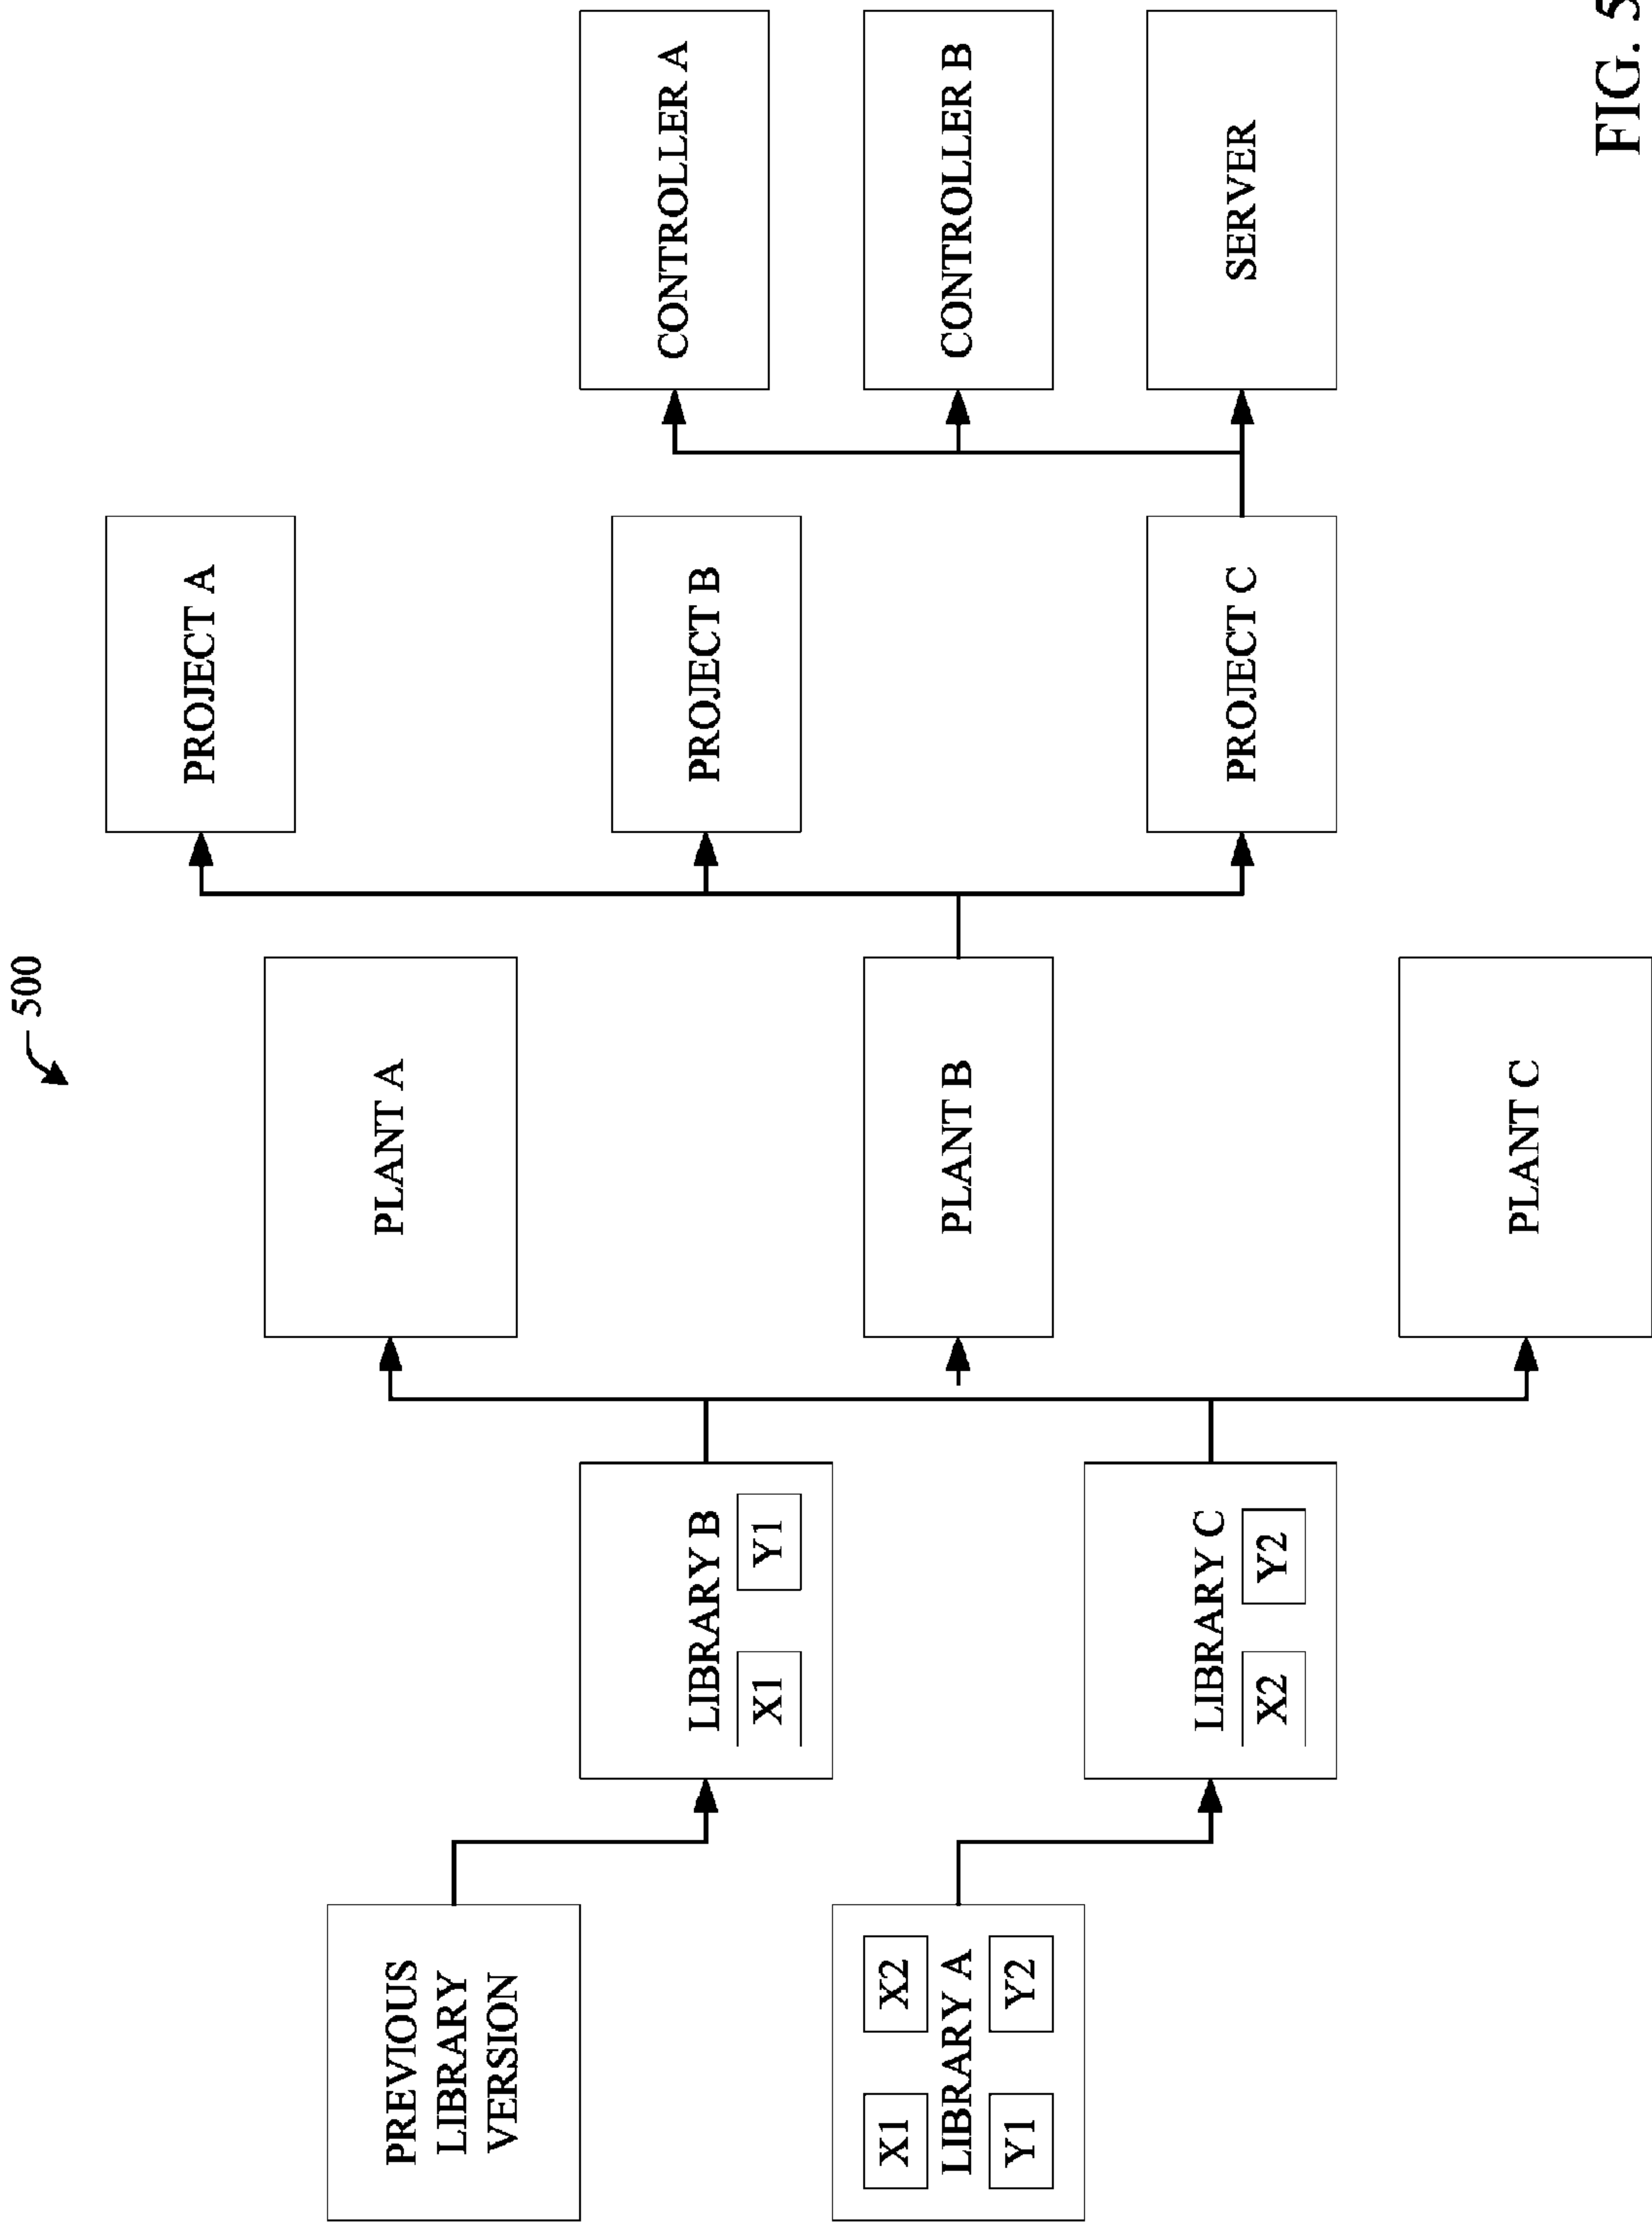 500
PREVIOUS
LIBRARY
VERSION
X1
X2
LIBRARY A
Y1
Y2
LIBRARY B
X1
Y1
LIBRARY C
X2
Y2
PLANT A
PLANT B
PLANT C
PROJECT A
PROJECT B
PROJECT C
CONTROLLER A
CONTROLLER B
SERVER
FIG. 5